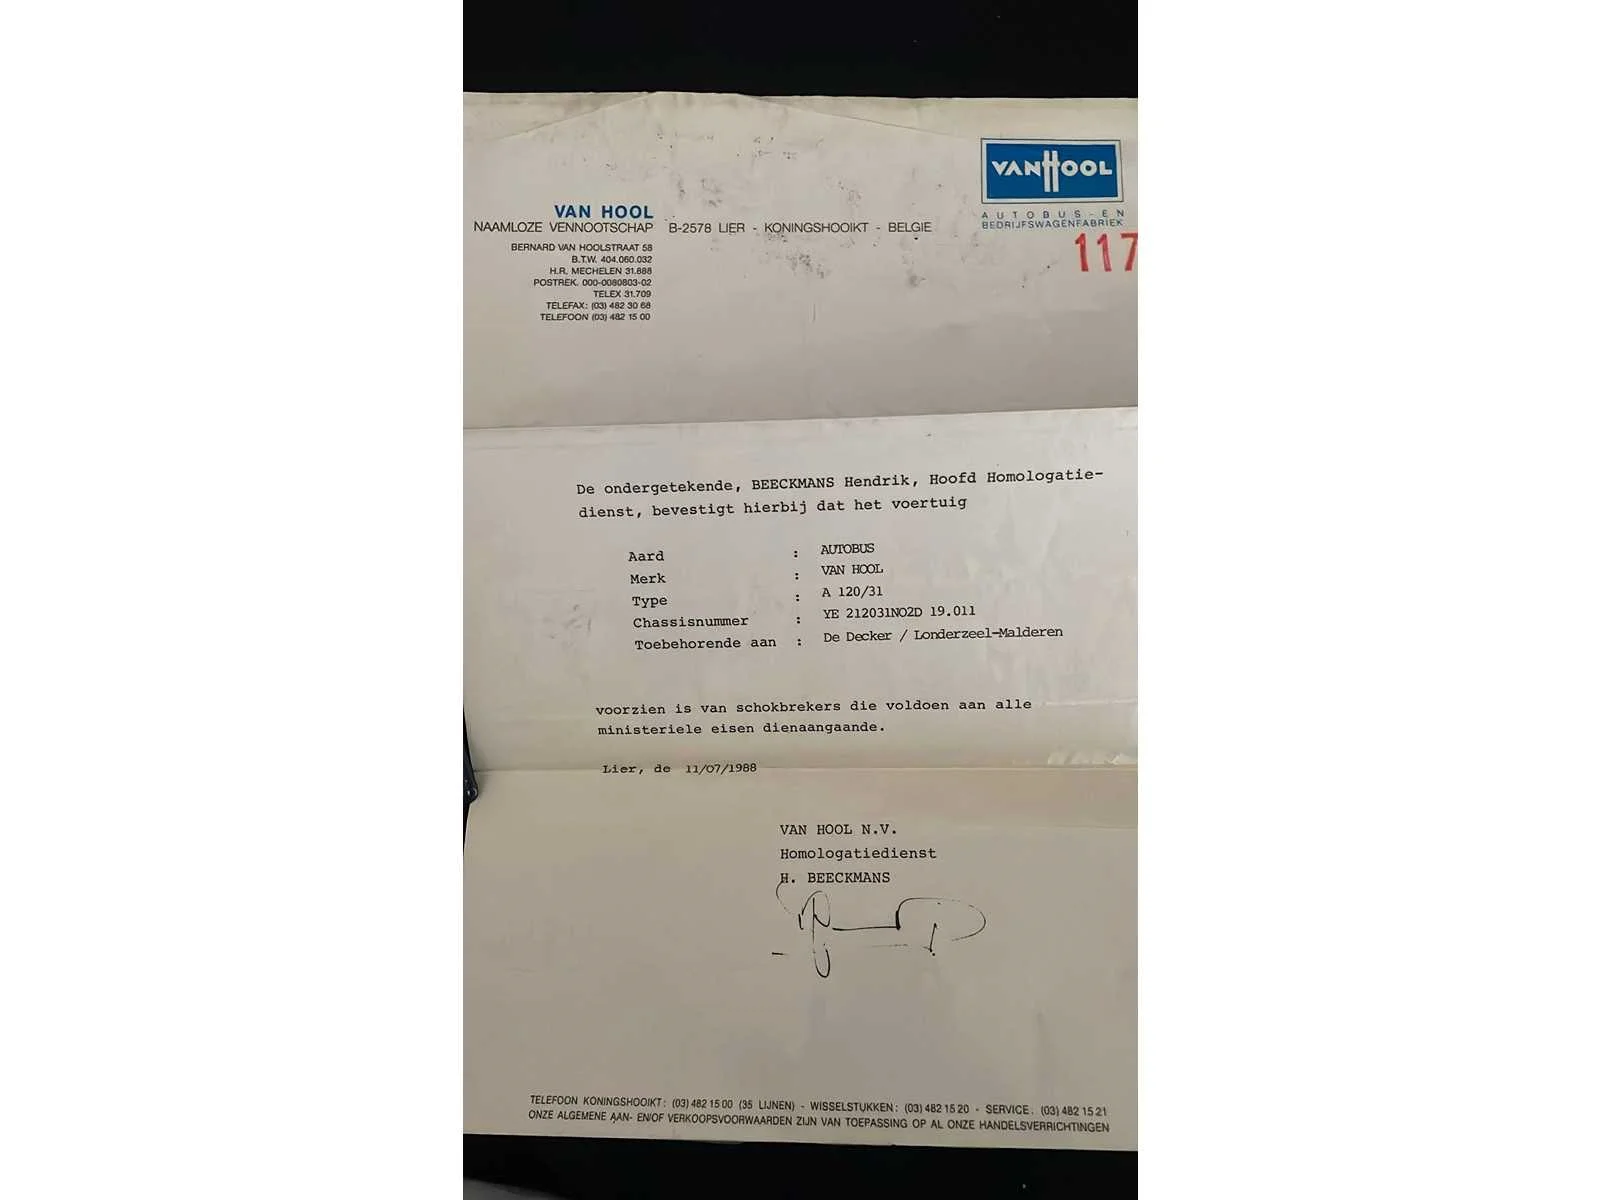 VAN HOOL
AUTOBUS- EN
BEDRIJFSWAGENFABRIEK
117
VAN HOOL
NAAMLOZE VENNOOTSCHAP B-2578 LIER - KONINGSHOOIKT - BELGIE
BERNARD VAN HOOLSTRAAT 58
B.T.W. 404.060.032
H.R. MECHELEN 31.888
POSTREK. 000-0080803-02
TELEX 31.709
TELEFAX: (03) 482 30 68
TELEFOON (03) 482 15 00
De ondergetekende, BEECKMANS Hendrik, Hoofd Homologatie-
dienst, bevestigt hierbij dat het voertuig
Aard : AUTOBUS
Merk : VAN HOOL
Type : A 120/31
Chassisnummer : YE 212031NO2D 19.011
Toebehorende aan : De Decker / Londerzeel-Malderen
voorzien is van schokbrekers die voldoen aan alle
ministeriele eisen dienaangaande.
Lier, de 11/07/1988
VAN HOOL N.V.
Homologatiedienst
H. BEECKMANS
TELEFOON KONINGSHOOIKT: (03) 482 15 00 (35 LIJNEN) - WISSELSTUKKEN: (03) 482 15 20 - SERVICE: (03) 482 15 21
ONZE ALGEMENE AAN- EN/OF VERKOOPSVOORWAARDEN ZIJN VAN TOEPASSING OP AL ONZE HANDELSVERRICHTINGEN